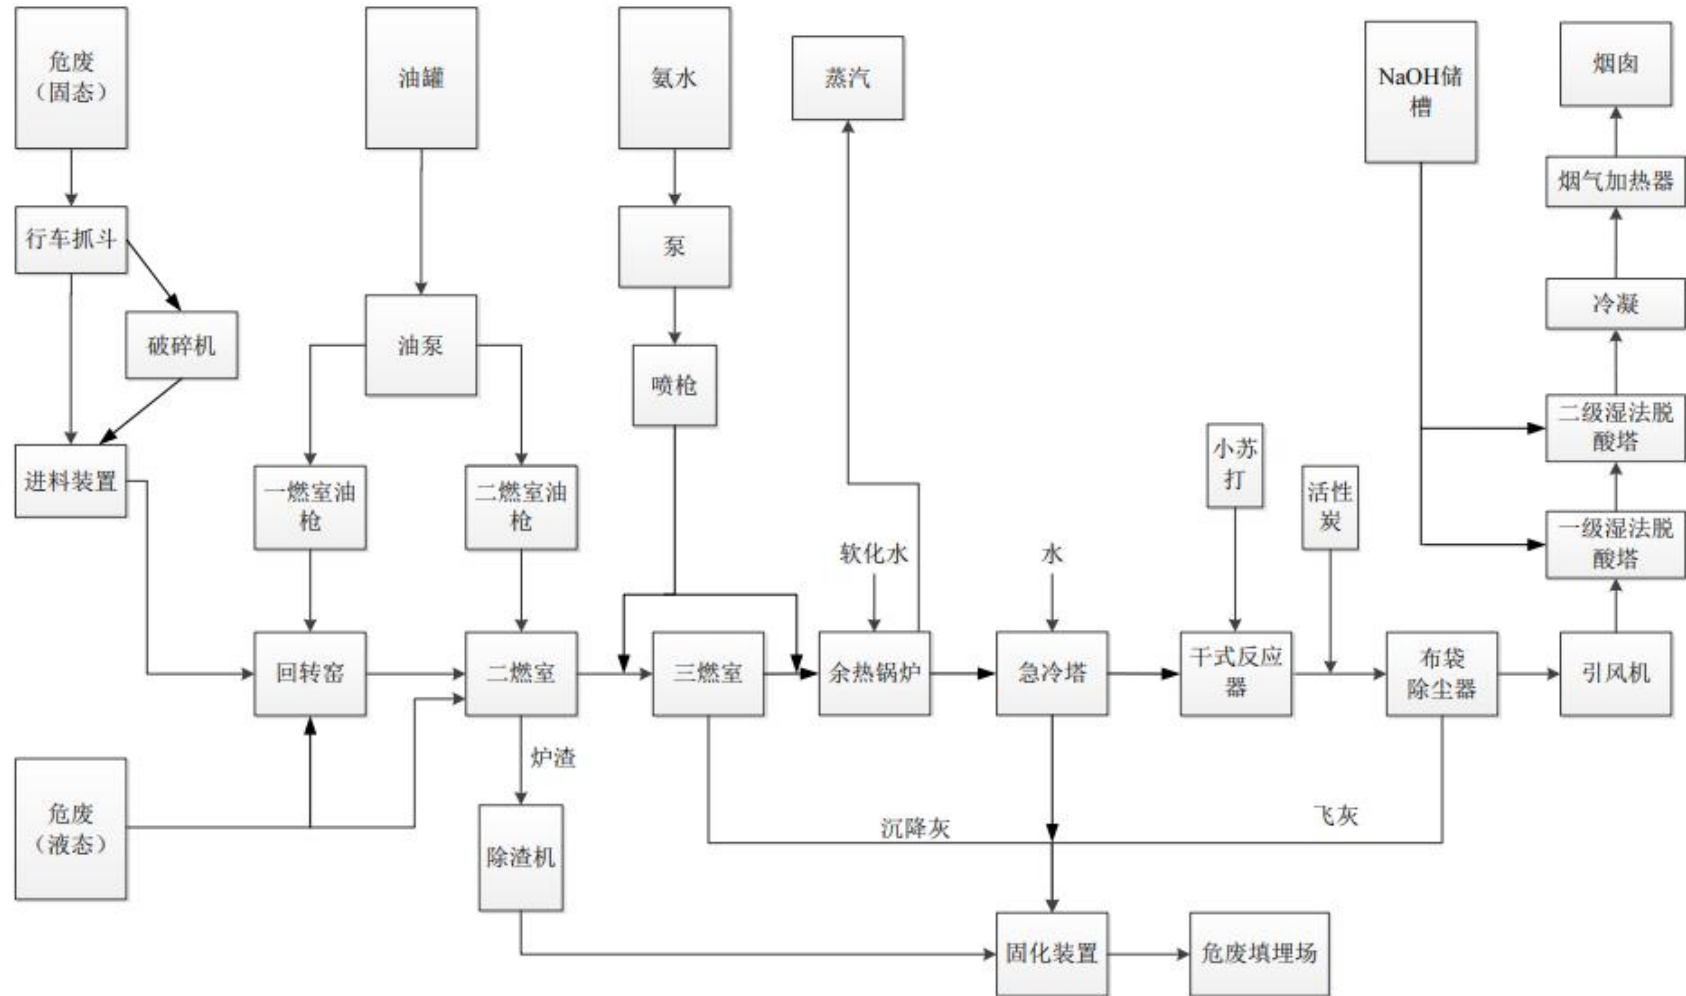 危废
（固态）
油罐
氨水
蒸汽
NaOH储
槽
烟囱
烟气加热器
行车抓斗
泵
冷凝
破碎机
油泵
喷枪
二级湿法脱
酸塔
小苏
打
进料装置
一燃室油
枪
二燃室油
枪
活性
炭
一级湿法脱
酸塔
软化水
水
回转窑
二燃室
三燃室
余热锅炉
急冷塔
干式反应
器
布袋
除尘器
引风机
炉渣
危废
（液态）
沉降灰
飞灰
除渣机
固化装置
危废填埋场